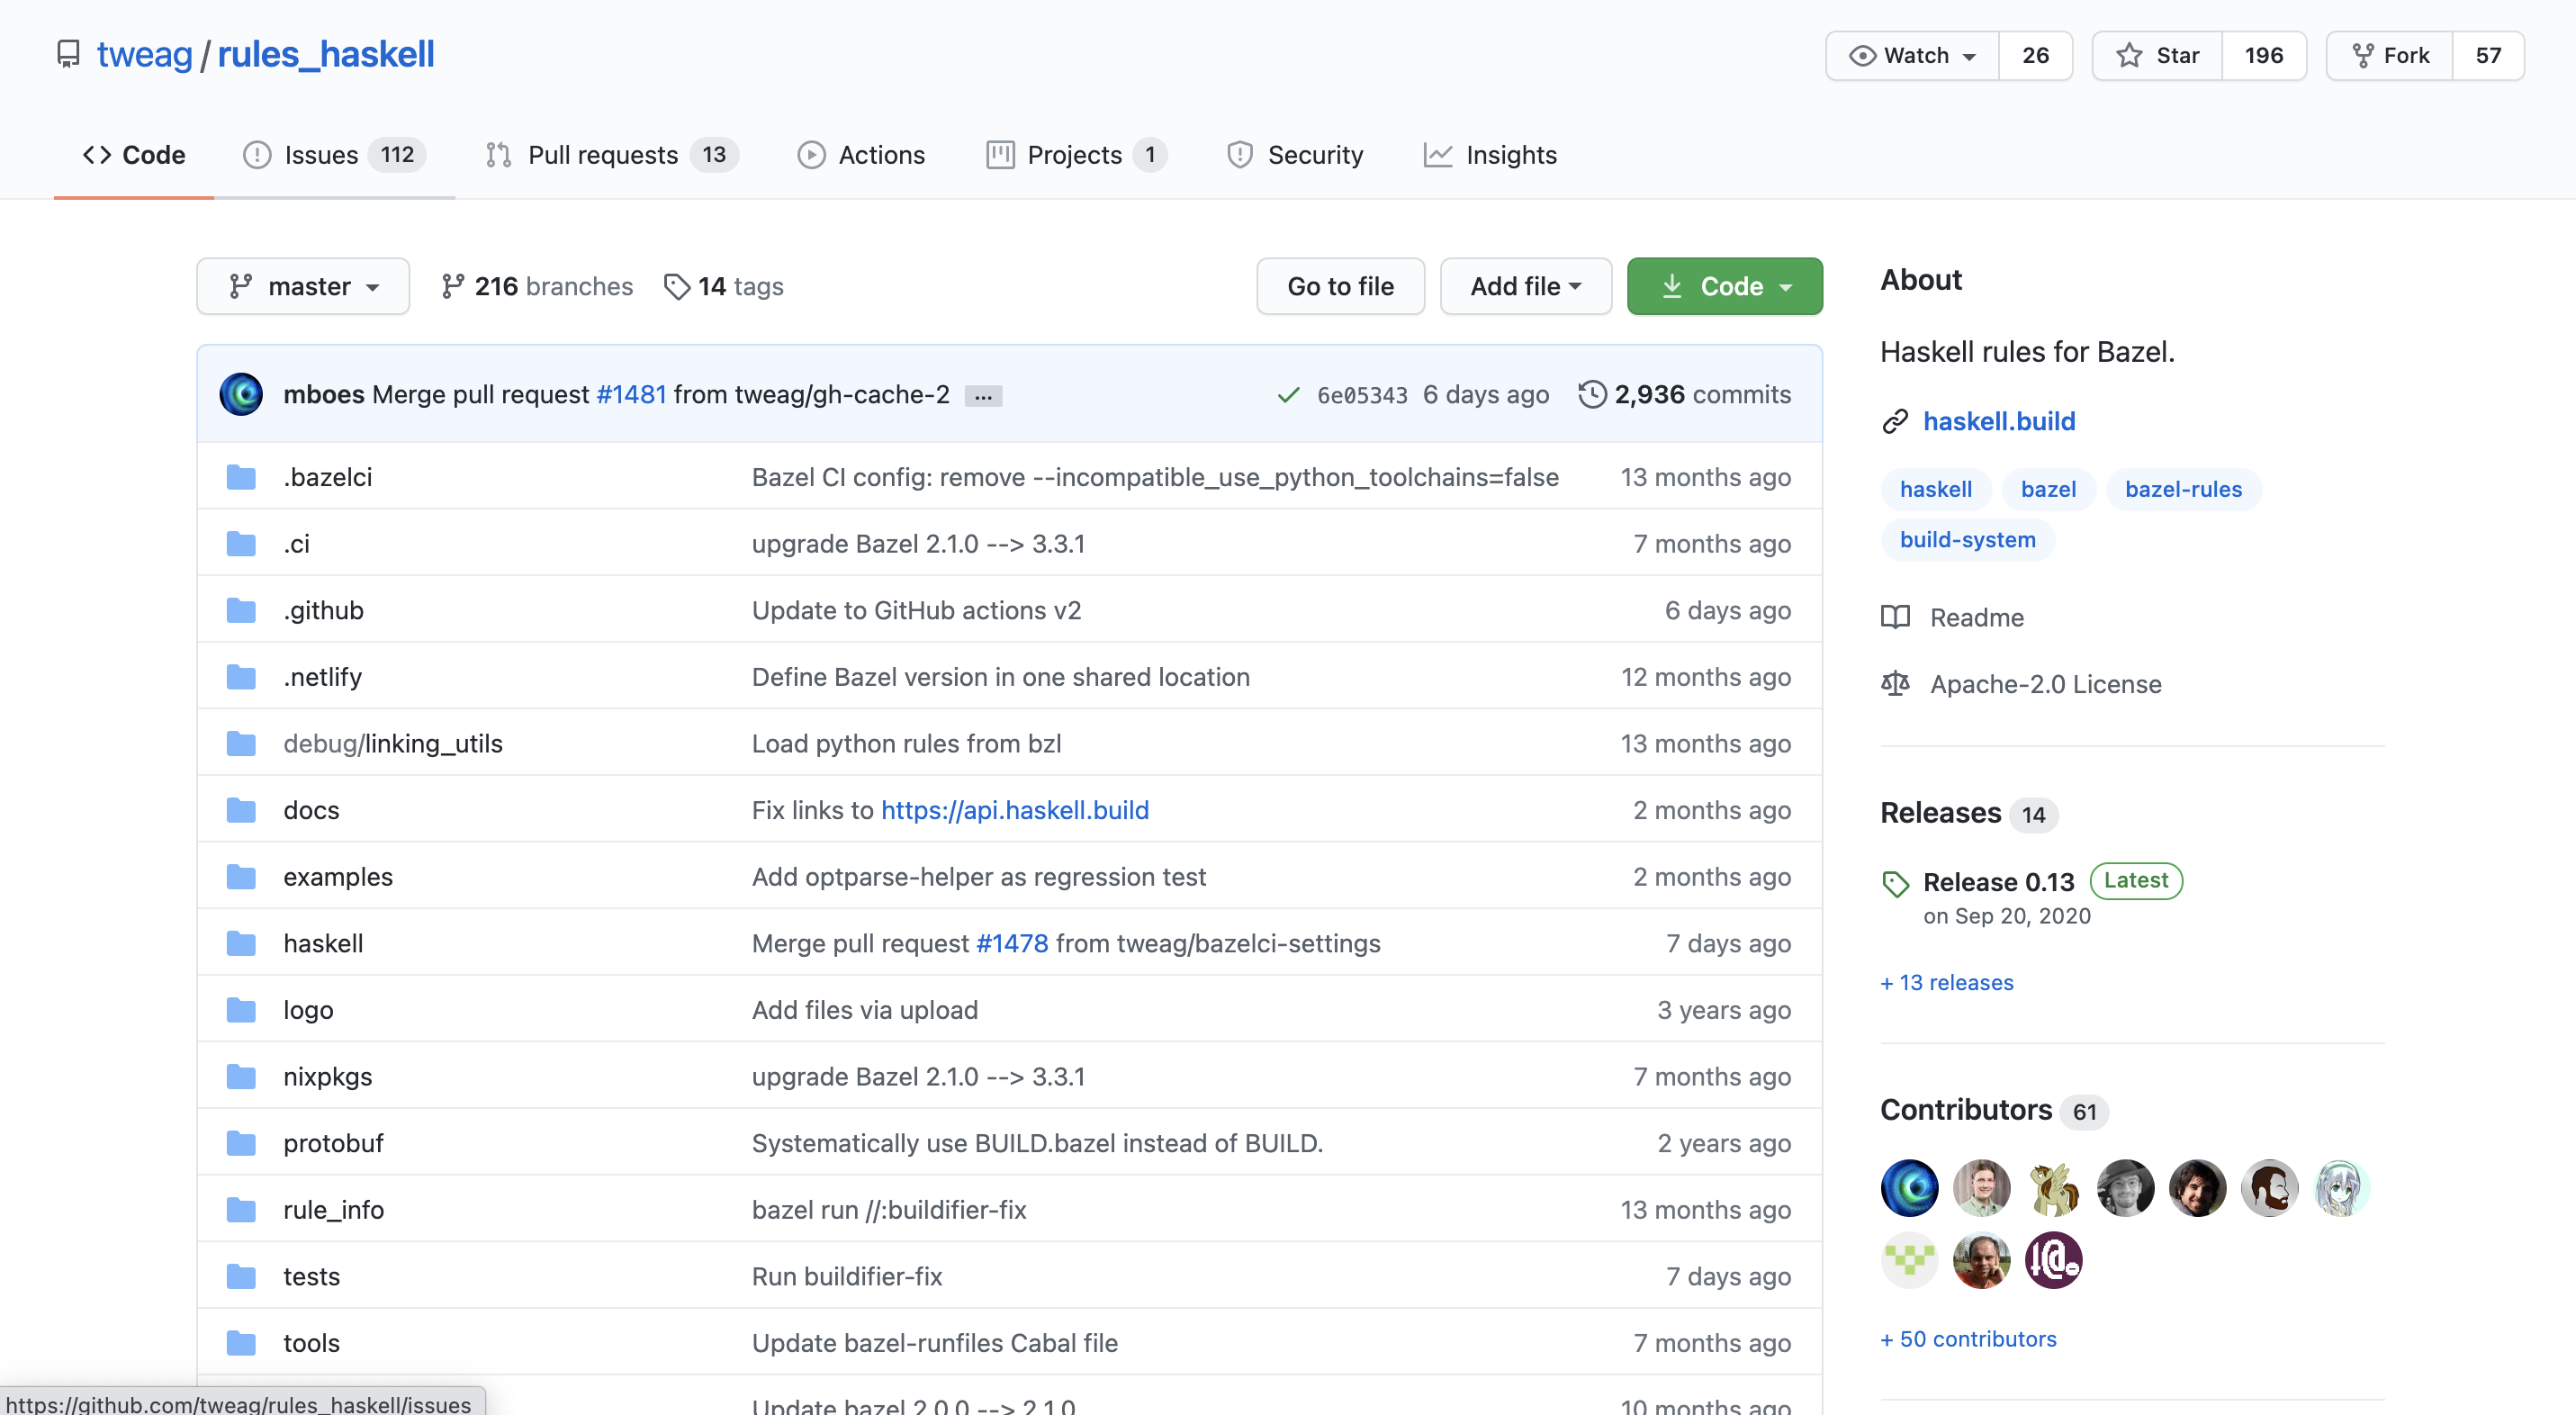 tweag / rules_haskell
Watch 26
Star 196
Fork 57
Code
Issues 112
Pull requests 13
Actions
Projects 1
Security
Insights
master
216 branches
14 tags
Go to file
Add file
Code
mboes Merge pull request #1481 from tweag/gh-cache-2 ...
6e05343 6 days ago
2,936 commits
.bazelci Bazel CI config: remove --incompatible_use_python_toolchains=false 13 months ago
.ci upgrade Bazel 2.1.0 --> 3.3.1 7 months ago
.github Update to GitHub actions v2 6 days ago
.netlify Define Bazel version in one shared location 12 months ago
debug/linking_utils Load python rules from bzl 13 months ago
docs Fix links to https://api.haskell.build 2 months ago
examples Add optparse-helper as regression test 2 months ago
haskell Merge pull request #1478 from tweag/bazelci-settings 7 days ago
logo Add files via upload 3 years ago
nixpkgs upgrade Bazel 2.1.0 --> 3.3.1 7 months ago
protobuf Systematically use BUILD.bazel instead of BUILD. 2 years ago
rule_info bazel run //:buildifier-fix 13 months ago
tests Run buildifier-fix 7 days ago
tools Update bazel-runfiles Cabal file 7 months ago
Update bazel 2.0.0 --> 2.1.0 10 months ago
https://github.com/tweag/rules_haskell/issues
About
Haskell rules for Bazel.
haskell.build
haskell bazel bazel-rules
build-system
Readme
Apache-2.0 License
Releases 14
Release 0.13 Latest
on Sep 20, 2020
+ 13 releases
Contributors 61
+ 50 contributors